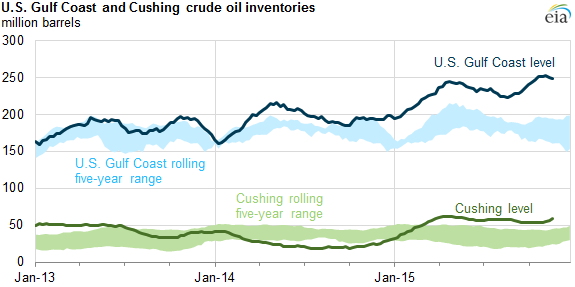 U.S. Gulf Coast and Cushing crude oil inventories
million barrels
eia
300
250
200
150
100
50
0
U.S. Gulf Coast level
U.S. Gulf Coast rolling
five-year range
Cushing rolling
five-year range
Cushing level
Jan-13
Jan-14
Jan-15